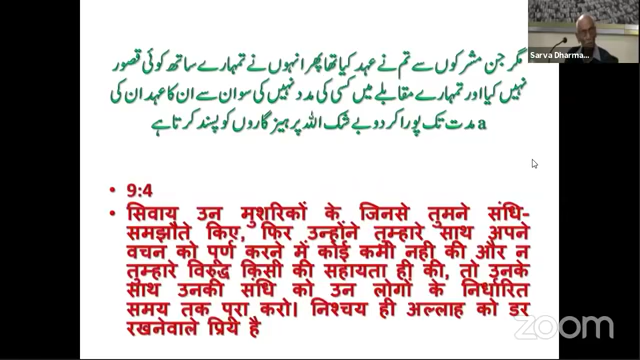 Sarva Dharma...
مگر جن مشرکوں سے تم نے عہد کیا تھا پھر انہوں نے تمہارے ساتھ کوئی قصور
نہیں کیا اور تمہارے مقابلے میں کسی کی مدد نہیں کی سو ان سے ان کا عہد ان کی
a مدت تک پورا کر دو بے شک اللہ پرہیز گاروں کو پسند کرتا ہے
• 9:4
• सिवाय उन मुशरिकों के जिनसे तुमने संधि-
समझौते किए, फिर उन्होंने तुम्हारे साथ अपने
वचन को पूर्ण करने में कोई कमी नही की और न
तुम्हारे विरुद्ध किसी की सहायता ही की, तो उनके
साथ उनकी संधि को उन लोगों के निर्धारित
समय तक पूरा करो। निश्चय ही अल्लाह को डर
रखनेवाले प्रिय है
zoom